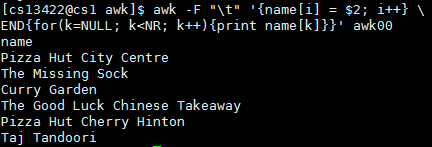 [cs13422@cs1 awk]$ awk -F "\t" '{name[i] = $2; i++} \
END{for(k=NULL; k<NR; k++){print name[k]}}' awk00
name
Pizza Hut City Centre
The Missing Sock
Curry Garden
The Good Luck Chinese Takeaway
Pizza Hut Cherry Hinton
Taj Tandoori